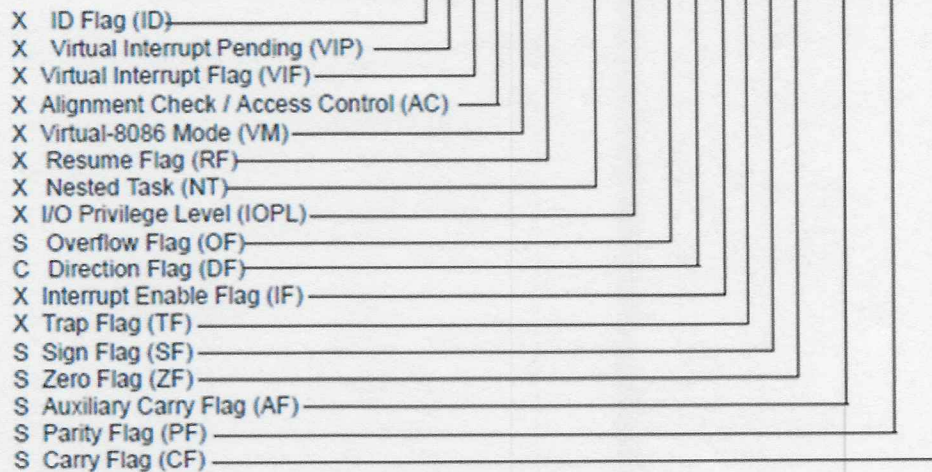 X ID Flag (ID)
X Virtual Interrupt Pending (VIP)
X Virtual Interrupt Flag (VIF)
X Alignment Check / Access Control (AC)
X Virtual-8086 Mode (VM)
X Resume Flag (RF)
X Nested Task (NT)
X I/O Privilege Level (IOPL)
S Overflow Flag (OF)
C Direction Flag (DF)
X Interrupt Enable Flag (IF)
X Trap Flag (TF)
S Sign Flag (SF)
S Zero Flag (ZF)
S Auxiliary Carry Flag (AF)
S Parity Flag (PF)
S Carry Flag (CF)